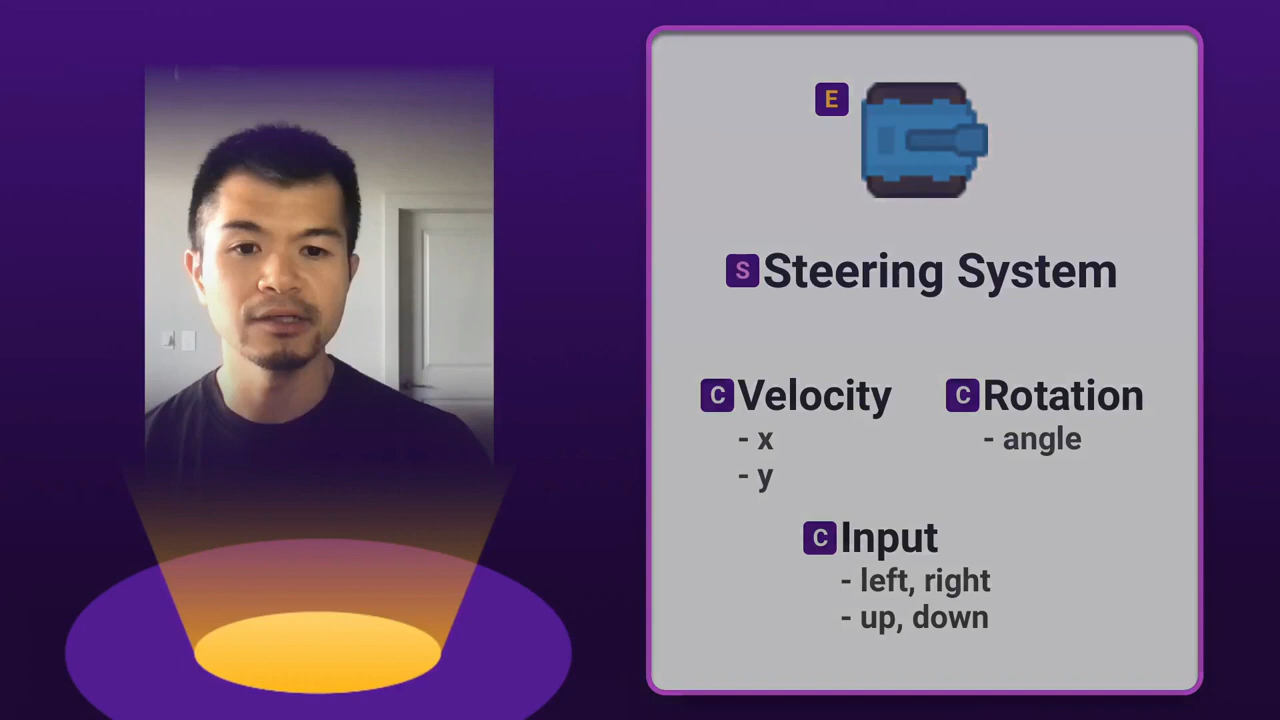 E
S Steering System
C Velocity
- x
- y
C Rotation
- angle
C Input
- left, right
- up, down